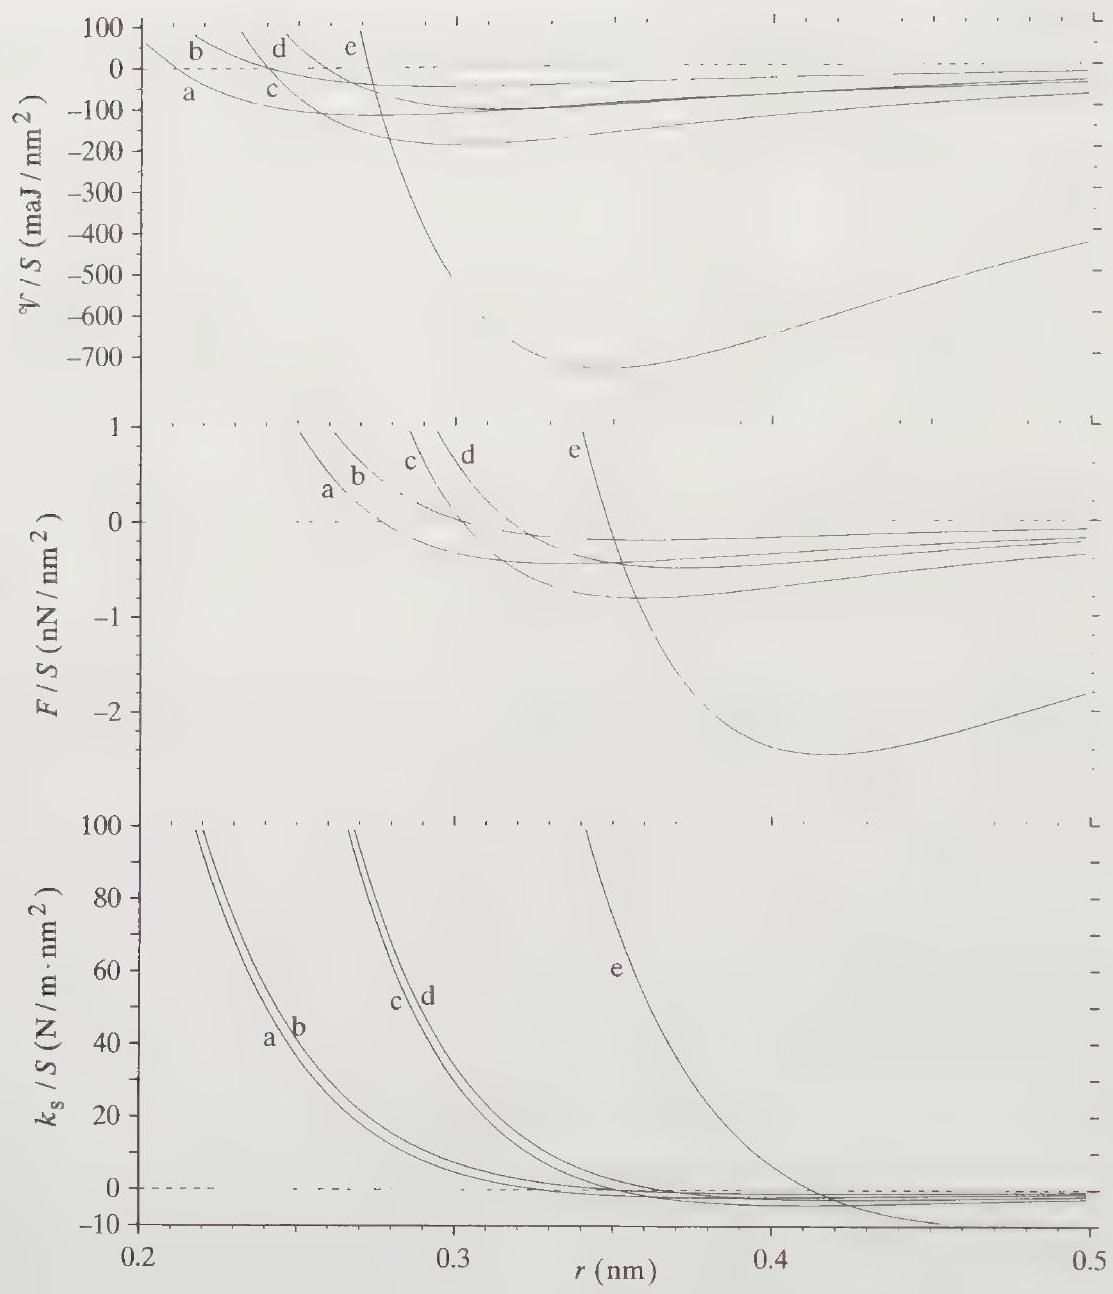 100
0
–100
–200
–300
–400
–500
–600
–700
𝒱 / S (maJ / nm²)
a
b
c
d
e
1
0
–1
–2
F / S (nN / nm²)
a
b
c
d
e
100
80
60
40
20
0
–10
kₛ / S (N / m · nm²)
a
b
c
d
e
0.2 0.3 0.4 0.5
r (nm)